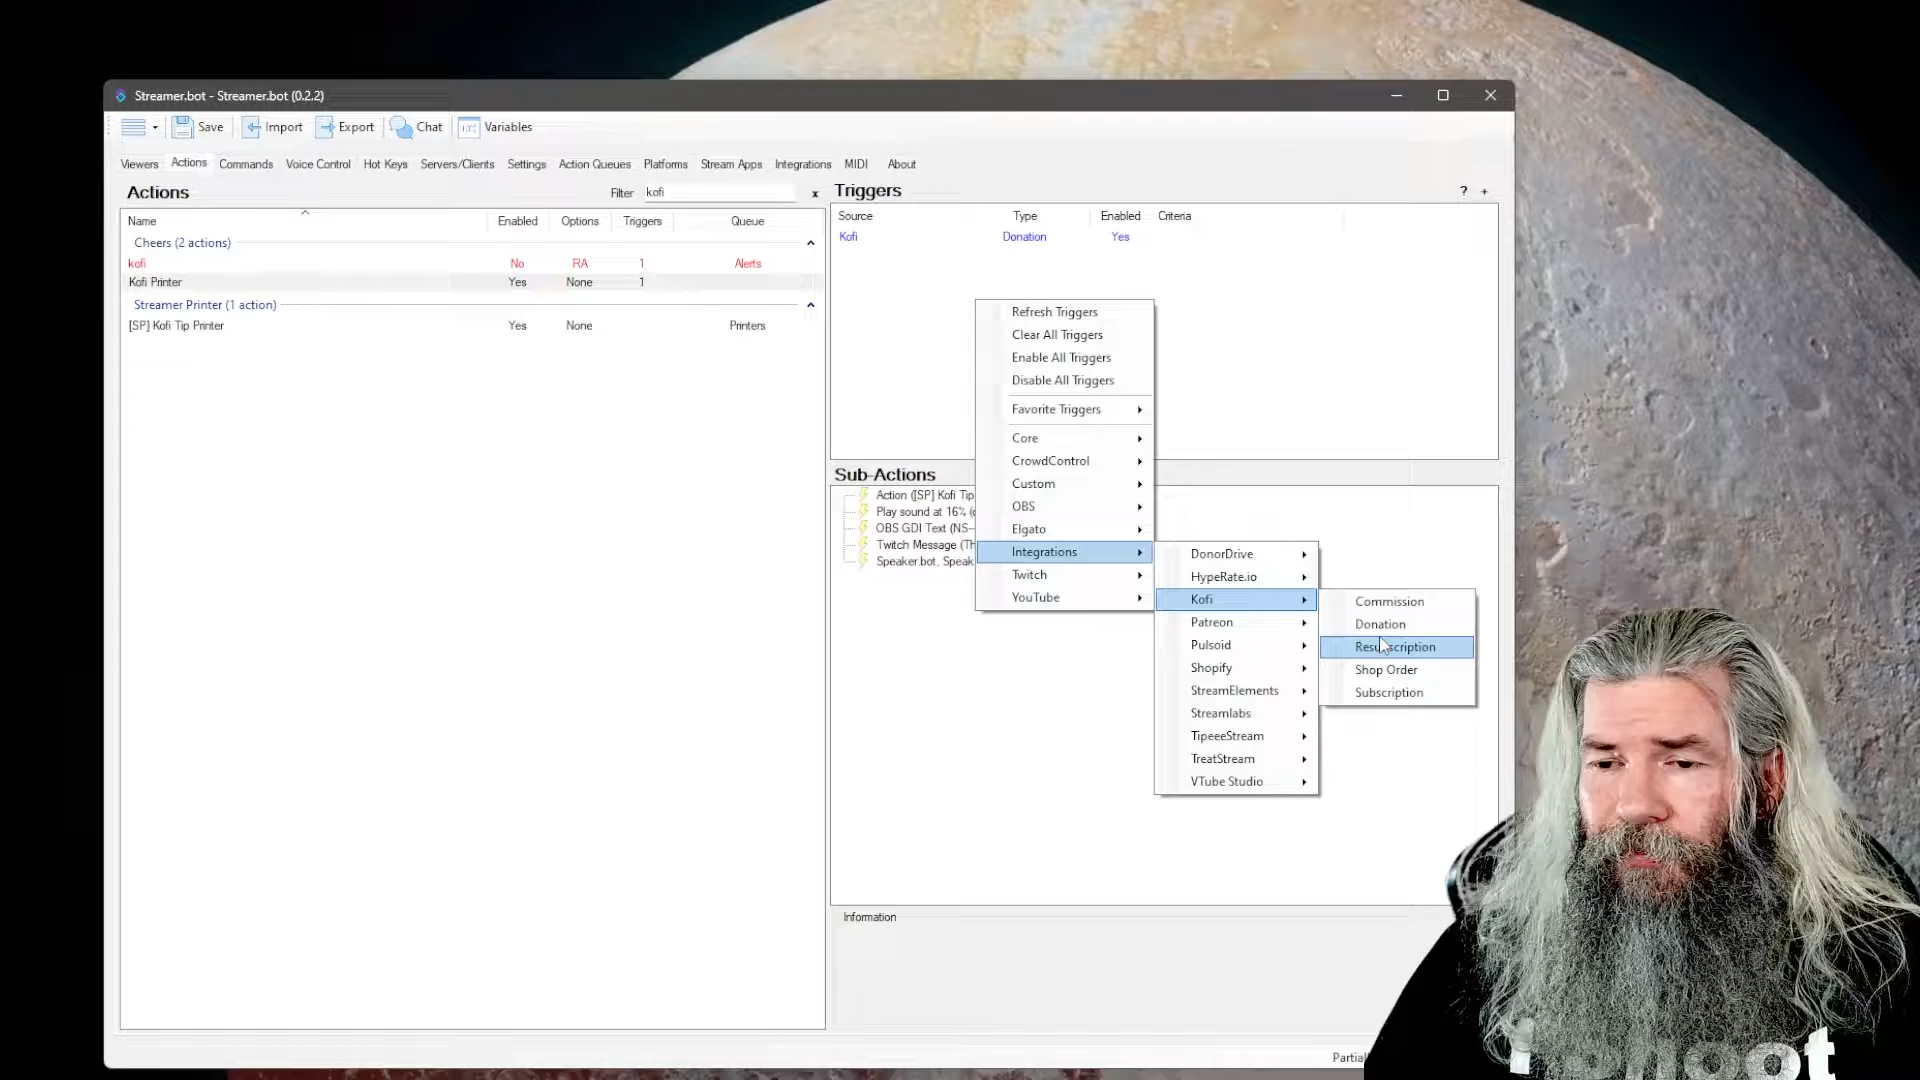 Streamer.bot - Streamer.bot (0.2.2)
Save Import Export Chat Variables
Viewers Actions Commands Voice Control Hot Keys Servers/Clients Settings Action Queues Platforms Stream Apps Integrations MIDI About
Actions
Filter kofi x
Name Enabled Options Triggers Queue
Cheers (2 actions)
kofi No RA 1 Alerts
Kofi Printer Yes None 1
Streamer Printer (1 action)
[SP] Kofi Tip Printer Yes None Printers
Triggers ? +
Source Type Enabled Criteria
Kofi Donation Yes
Refresh Triggers
Clear All Triggers
Enable All Triggers
Disable All Triggers
Favorite Triggers
Core
CrowdControl
Custom
OBS
Elgato
Integrations
Twitch
YouTube
DonorDrive
HypeRate.io
Kofi
Patreon
Pulsoid
Shopify
StreamElements
Streamlabs
TipeeeStream
TreatStream
VTube Studio
Commission
Donation
Resubscription
Shop Order
Subscription
Sub-Actions
Action ([SP] Kofi Tip
Play sound at 16% (
OBS GDI Text (NS-
Twitch Message (Th
Speaker.bot, Speak
Information
Partial